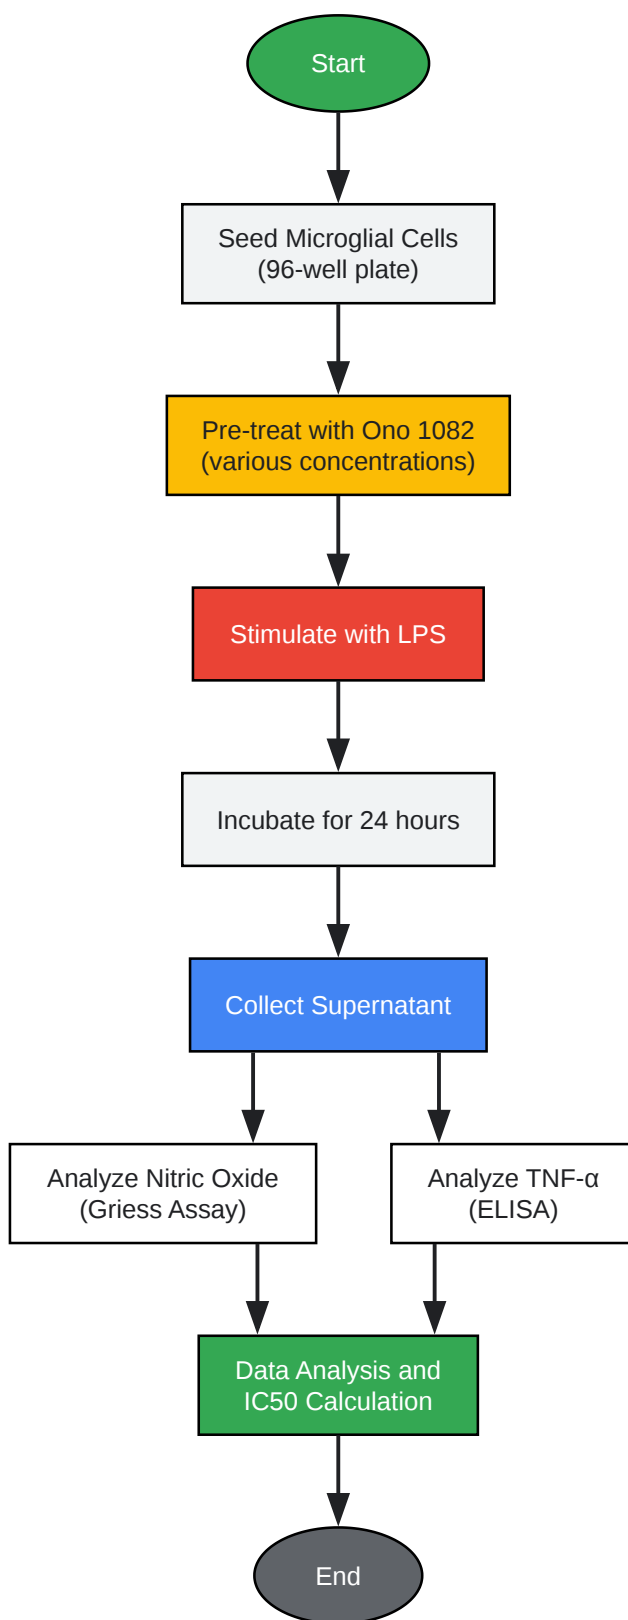 Start
Seed Microglial Cells
(96-well plate)
Pre-treat with Ono 1082
(various concentrations)
Stimulate with LPS
Incubate for 24 hours
Collect Supernatant
Analyze Nitric Oxide
(Griess Assay)
Analyze TNF-α
(ELISA)
Data Analysis and
IC50 Calculation
End